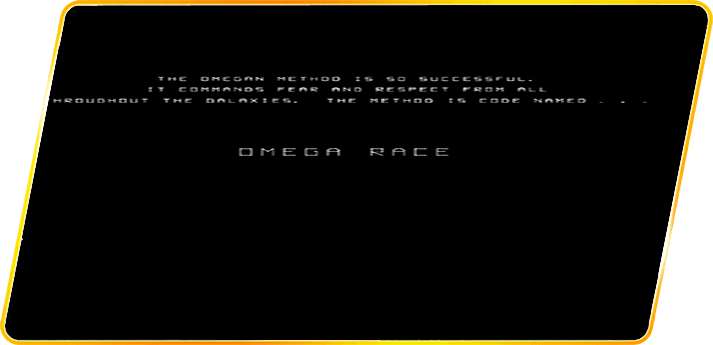 THE OMEGAN METHOD IS SO SUCCESSFUL.
IT COMMANDS FEAR AND RESPECT FROM ALL
HROUGHOUT THE GALAXIES. THE METHOD IS CODE NAMED . . .
OMEGA RACE